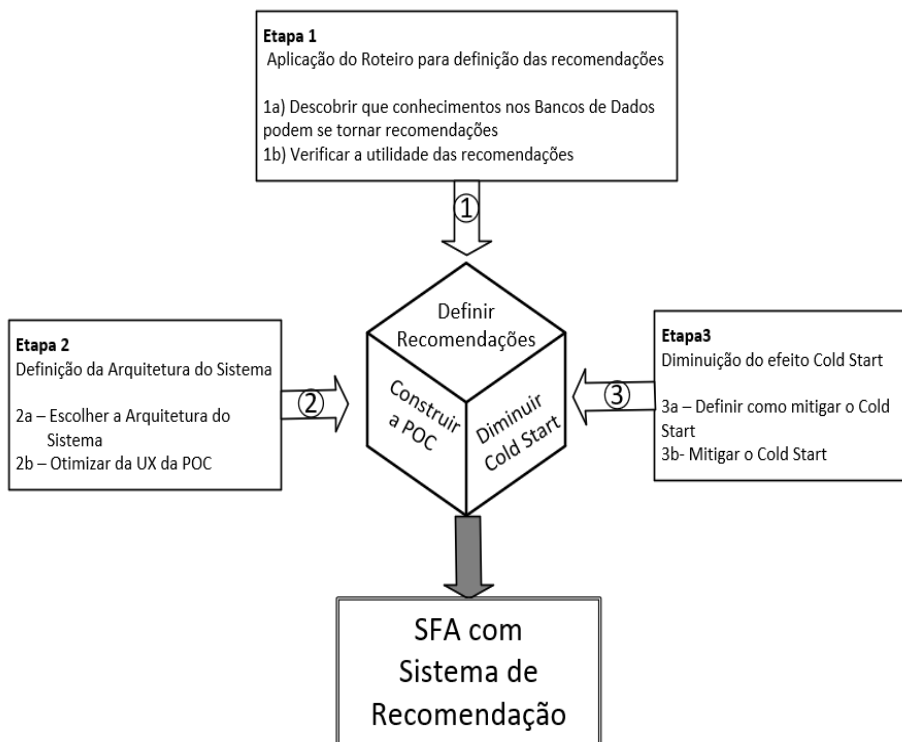 Etapa 1
Aplicação do Roteiro para definição das recomendações
1a) Descobrir que conhecimentos nos Bancos de Dados
podem se tornar recomendações
1b) Verificar a utilidade das recomendações
1
Definir
Recomendações
Construir
a POC
Diminuir
Cold Start
Etapa 2
Definição da Arquitetura do Sistema
2a – Escolher a Arquitetura do
Sistema
2b – Otimizar da UX da POC
2
Etapa3
Diminuição do efeito Cold Start
3a – Definir como mitigar o Cold
Start
3b- Mitigar o Cold Start
3
SFA com
Sistema de
Recomendação